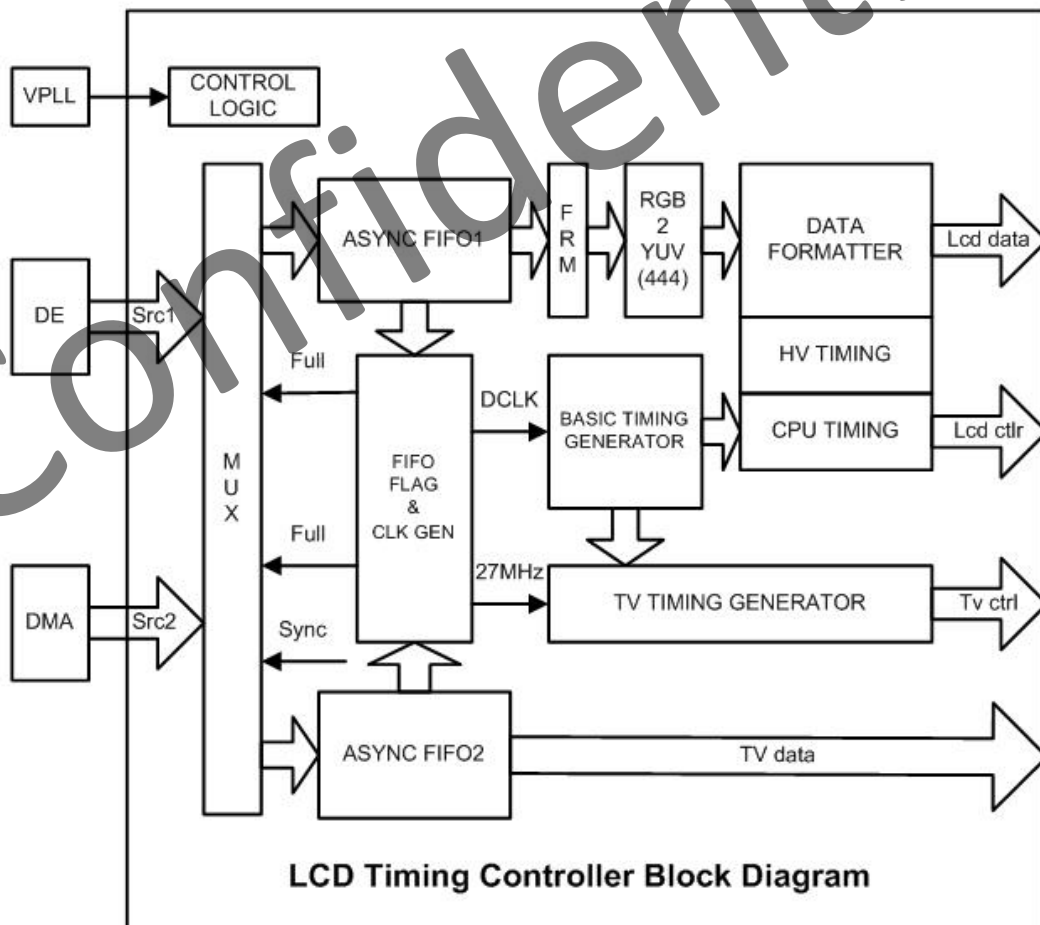 Confident
VPLL
CONTROL
LOGIC
DE
Src1
DMA
Src2
M
U
X
ASYNC FIFO1
F
R
M
RGB
2
YUV
(444)
DATA
FORMATTER
HV TIMING
CPU TIMING
Lcd data
Lcd ctlr
Full
FIFO
FLAG
&
CLK GEN
Full
Sync
DCLK
BASIC TIMING
GENERATOR
27MHz
TV TIMING GENERATOR
Tv ctrl
ASYNC FIFO2
TV data
LCD Timing Controller Block Diagram